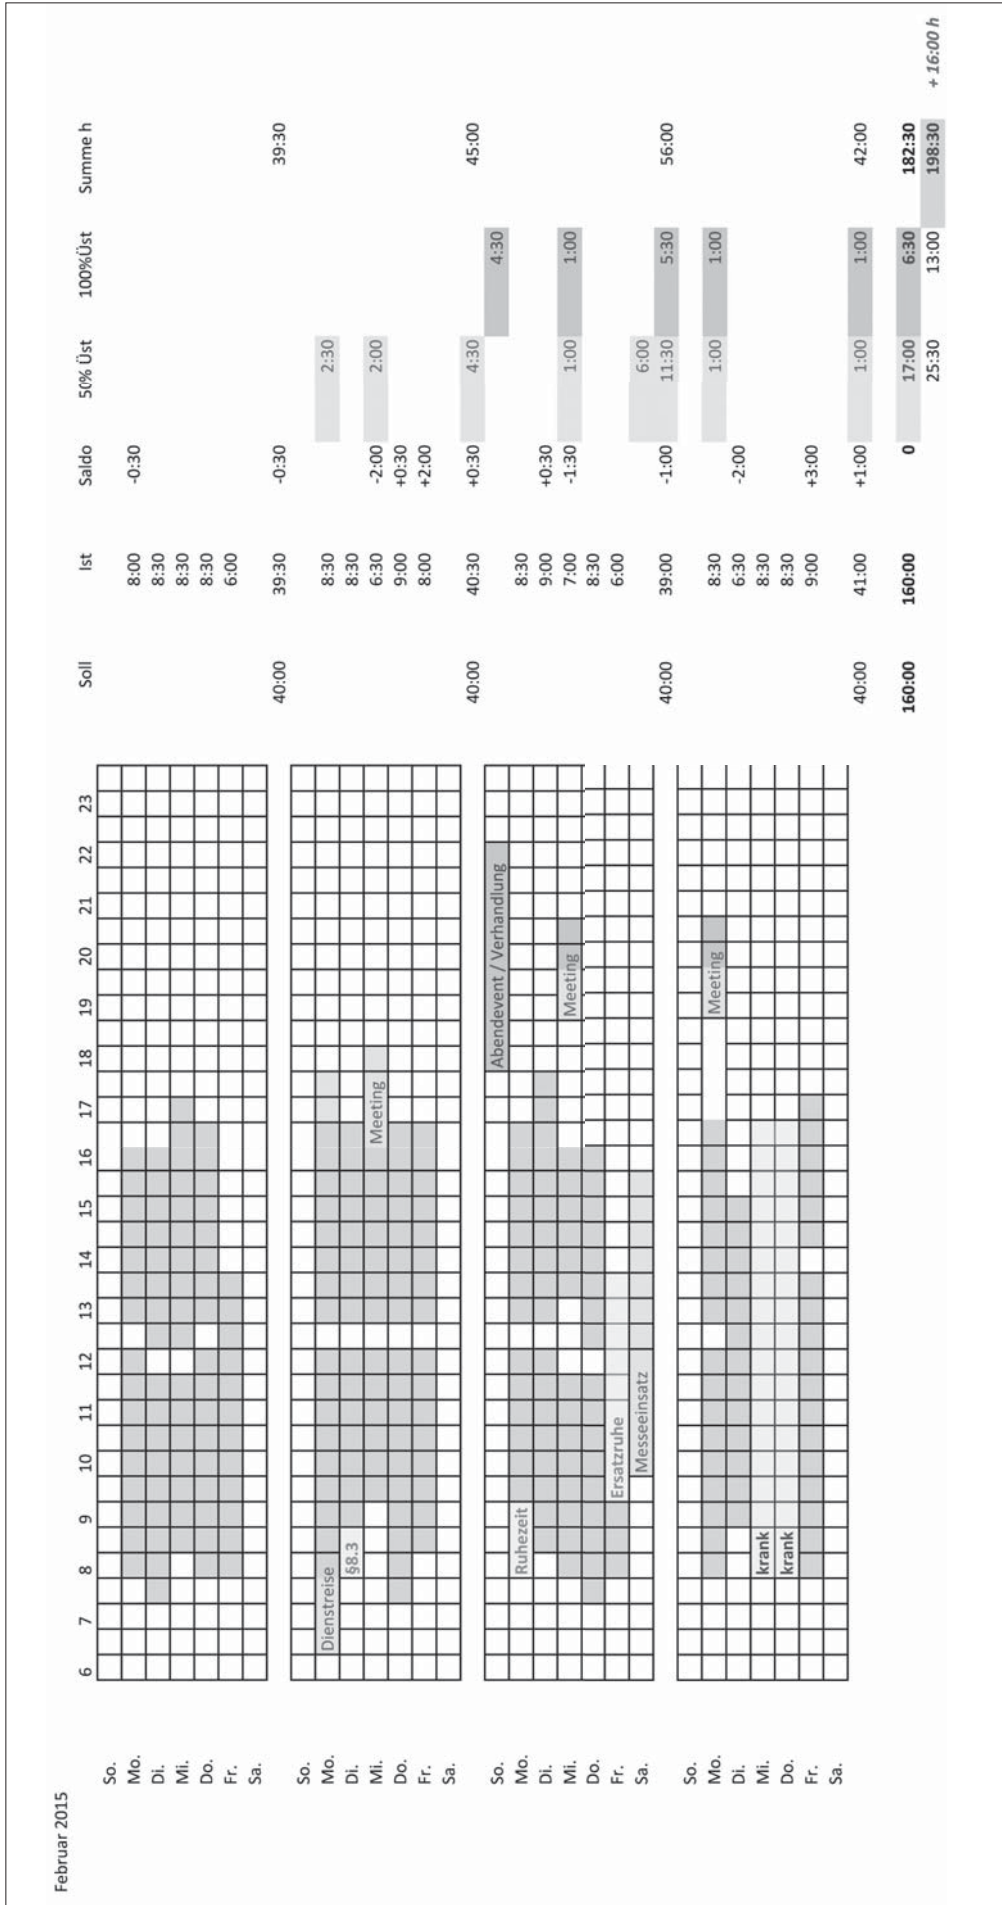 Februar 2015
6 7 8 9 10 11 12 13 14 15 16 17 18 19 20 21 22 23 Soll Ist Saldo 50% Üst 100%Üst Summe h
So.
Mo. 8:00 -0:30
Di. 8:30
Mi. 8:30
Do. 8:30
Fr. 6:00
Sa.
40:00 39:30 -0:30 39:30
So.
Mo. Dienstreise 8:30 2:30
Di. §8.3 8:30
Mi. Meeting 6:30 -2:00 2:00
Do. 9:00 +0:30
Fr. 8:00 +2:00
Sa.
40:00 40:30 +0:30 4:30 45:00
So. Abendevent / Verhandlung 4:30
Mo. Ruhezeit 8:30
Di. 9:00 +0:30
Mi. Meeting 7:00 -1:30 1:00 1:00
Do. 8:30
Fr. Ersatzruhe 6:00
Sa. Messeeinsatz 6:00
40:00 39:00 -1:00 11:30 5:30 56:00
So.
Mo. Meeting 8:30 1:00 1:00
Di. 6:30 -2:00
Mi. krank 8:30
Do. krank 8:30
Fr. 9:00 +3:00
Sa.
40:00 41:00 +1:00 1:00 1:00 42:00
160:00 160:00 0 17:00 6:30 182:30
25:30 13:00 198:30 + 16:00 h